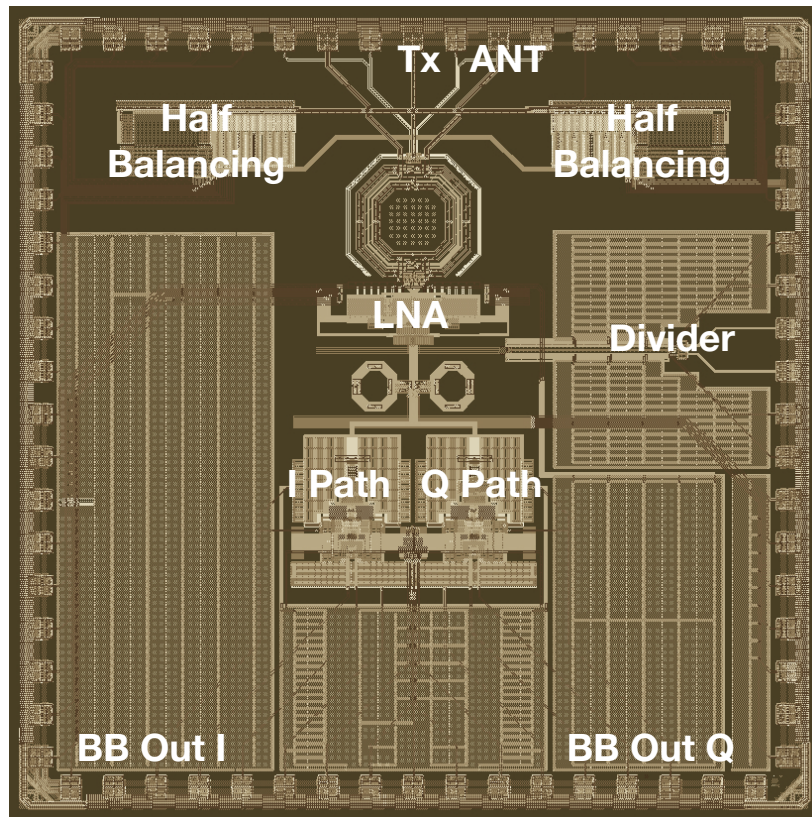 Tx ANT
Half
Balancing
Half
Balancing
LNA
Divider
I Path
Q Path
BB Out I
BB Out Q